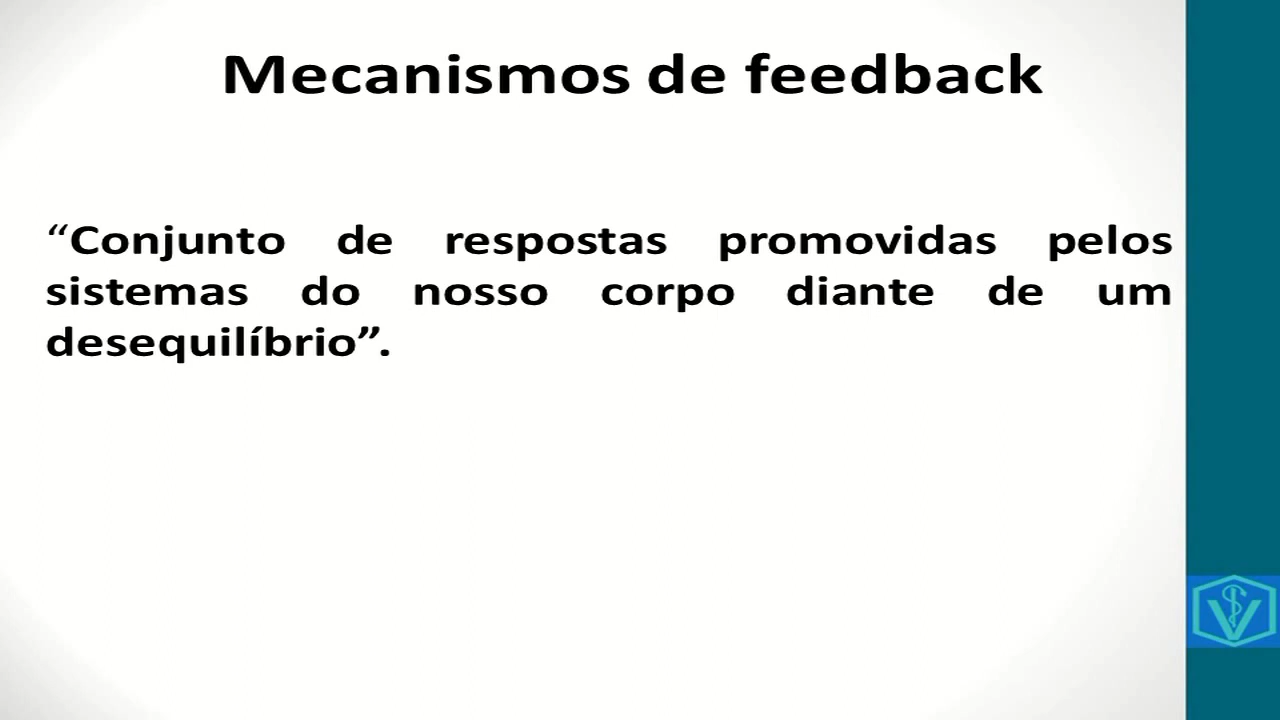 Mecanismos de feedback
“Conjunto de respostas promovidas pelos
sistemas do nosso corpo diante de um
desequilíbrio”.